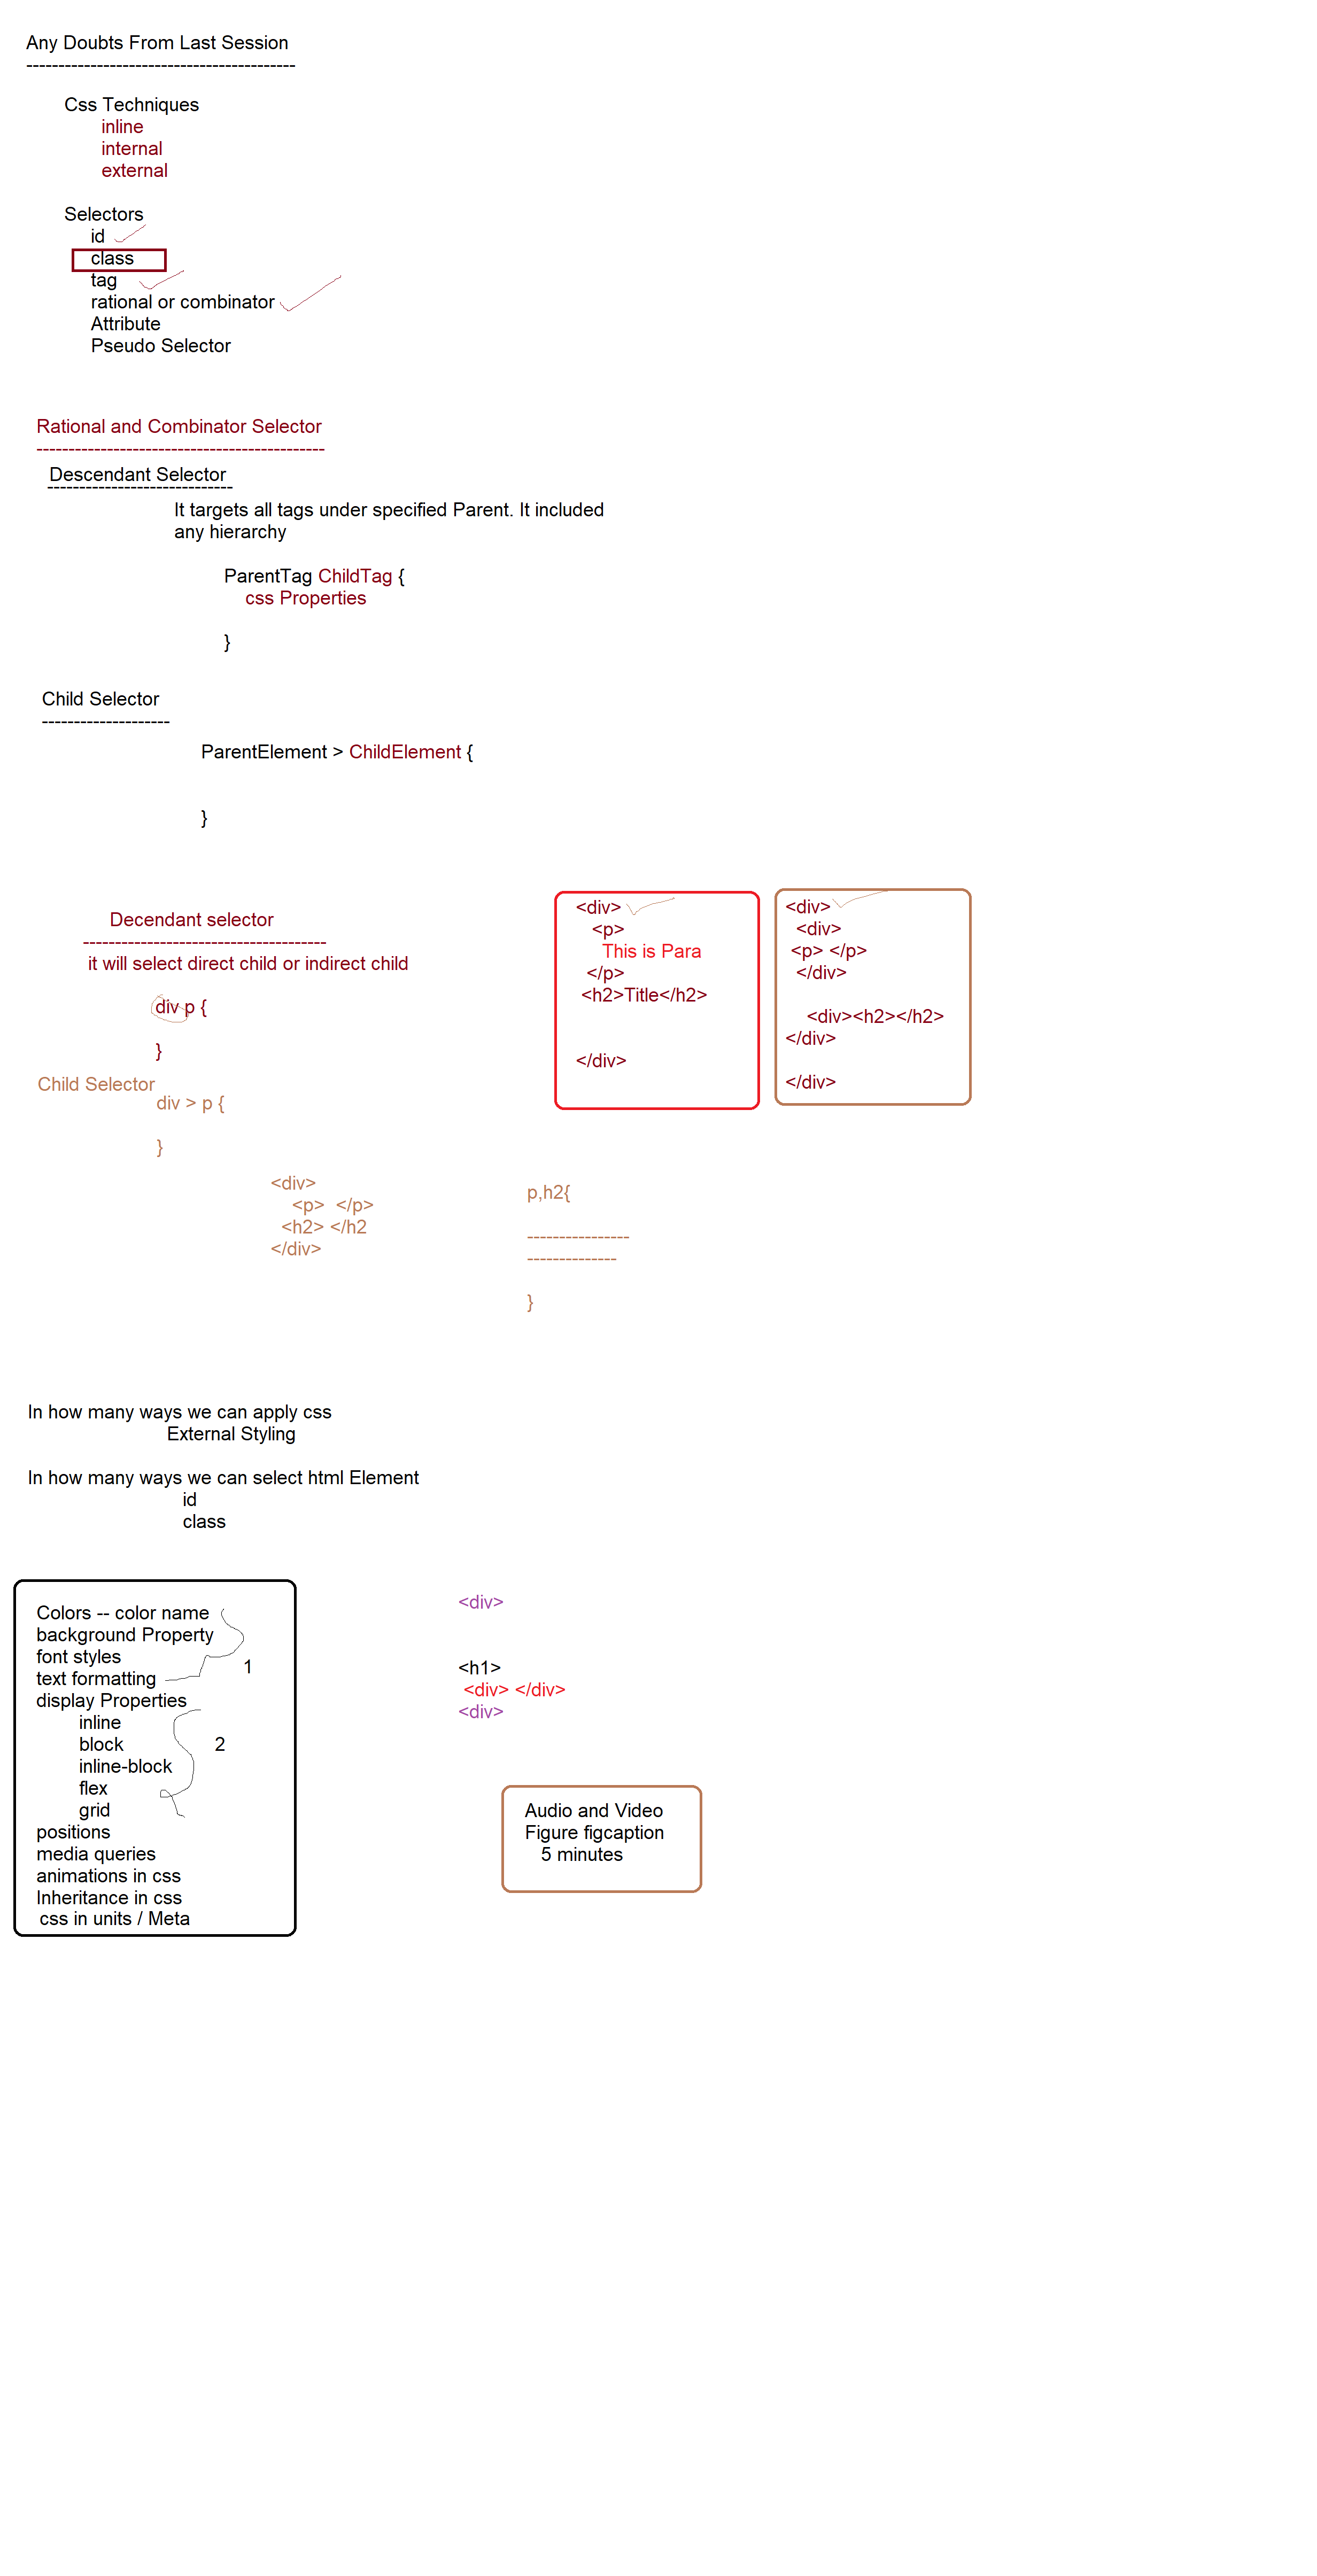 Any Doubts From Last Session
------------------------------------------
Css Techniques
inline
internal
external
Selectors
id
class
tag
rational or combinator
Attribute
Pseudo Selector
Rational and Combinator Selector
---------------------------------------------
Descendant Selector
-----------------------------
It targets all tags under specified Parent. It included
any hierarchy
ParentTag ChildTag {
css Properties
}
Child Selector
--------------------
ParentElement > ChildElement {
}
Decendant selector
--------------------------------------
it will select direct child or indirect child
div p {
}
Child Selector
div > p {
}
<div>
<p>
This is Para
</p>
<h2>Title</h2>
</div>
<div>
<div>
<p> </p>
</div>
<div><h2></h2>
</div>
</div>
<div>
<p>  </p>
<h2> </h2
</div>
p,h2{
----------------
--------------
}
In how many ways we can apply css
External Styling
In how many ways we can select html Element
id
class
Colors -- color name
background Property
font styles
text formatting
1
display Properties
inline
block
2
inline-block
flex
grid
positions
media queries
animations in css
Inheritance in css
css in units / Meta
<div>
<h1>
<div> </div>
<div>
Audio and Video
Figure figcaption
5 minutes